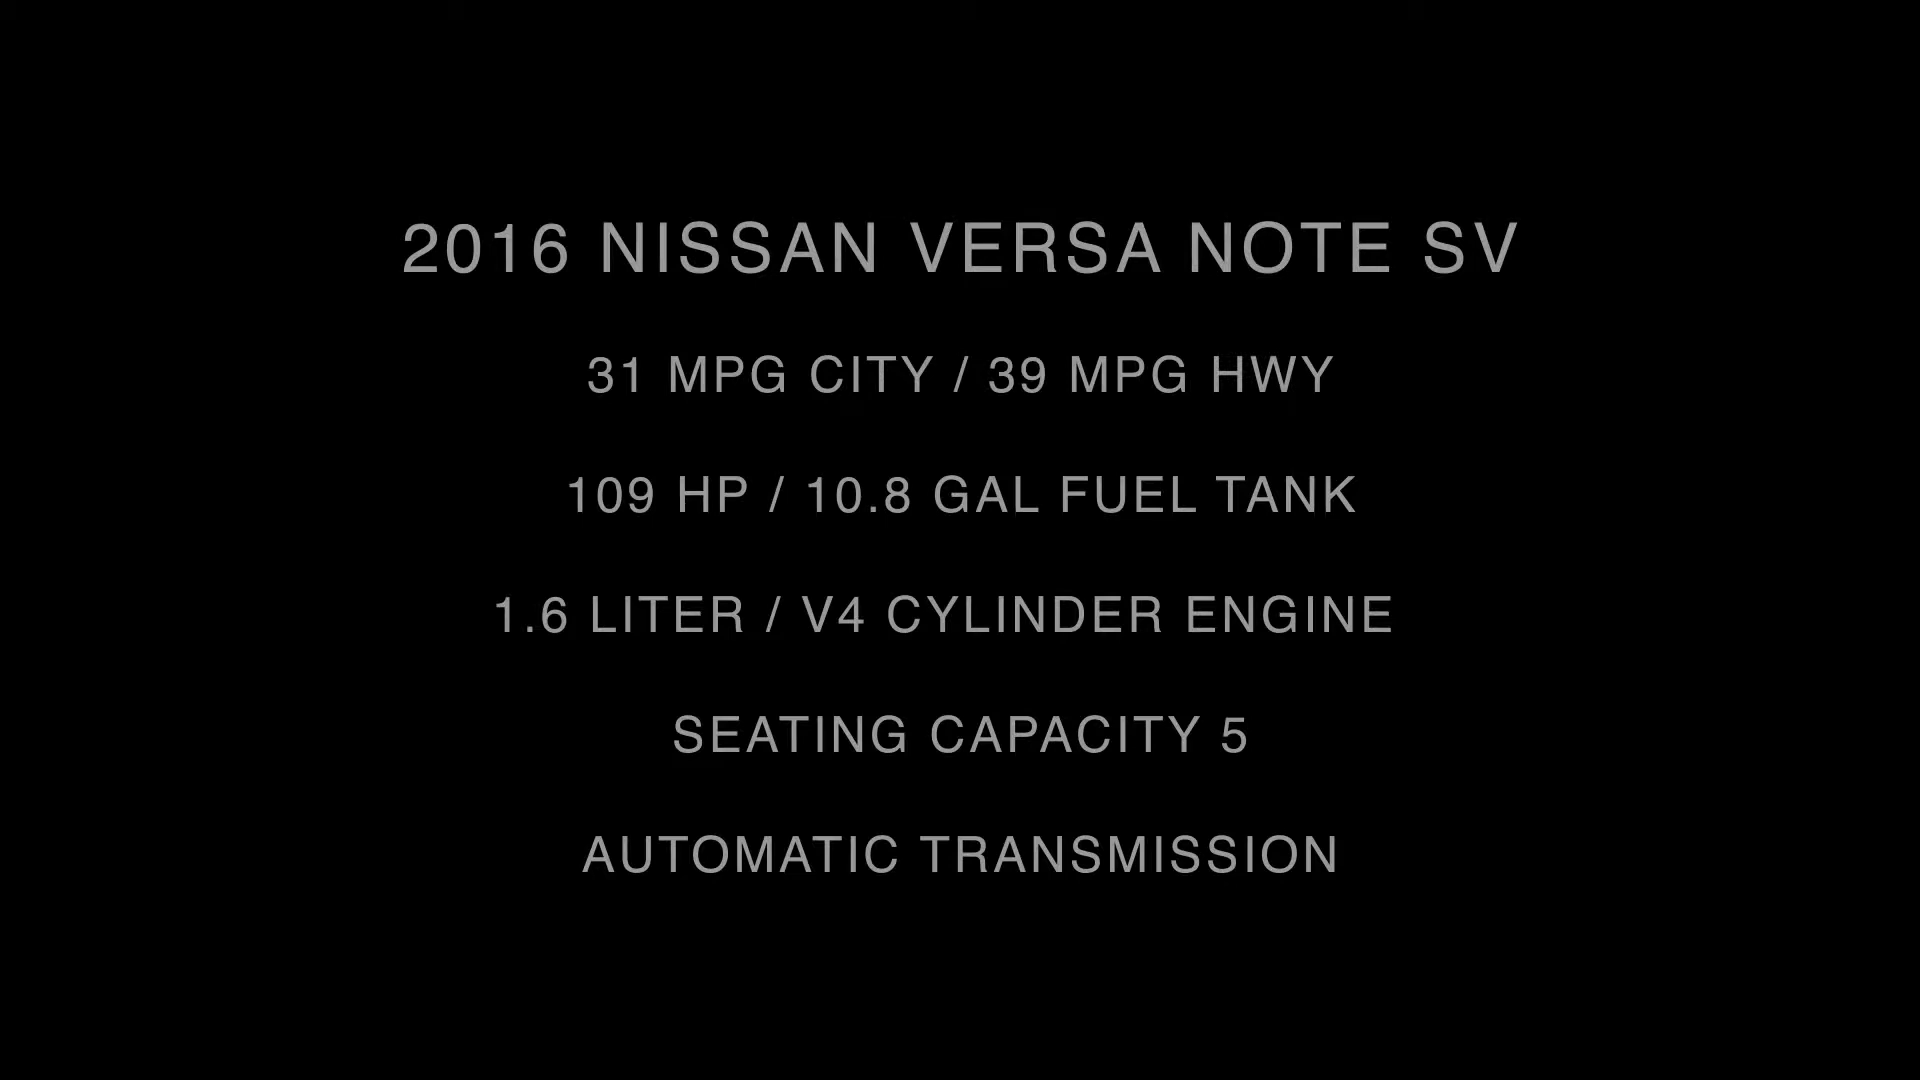 2016 NISSAN VERSA NOTE SV
31 MPG CITY / 39 MPG HWY
109 HP / 10.8 GAL FUEL TANK
1.6 LITER / V4 CYLINDER ENGINE
SEATING CAPACITY 5
AUTOMATIC TRANSMISSION